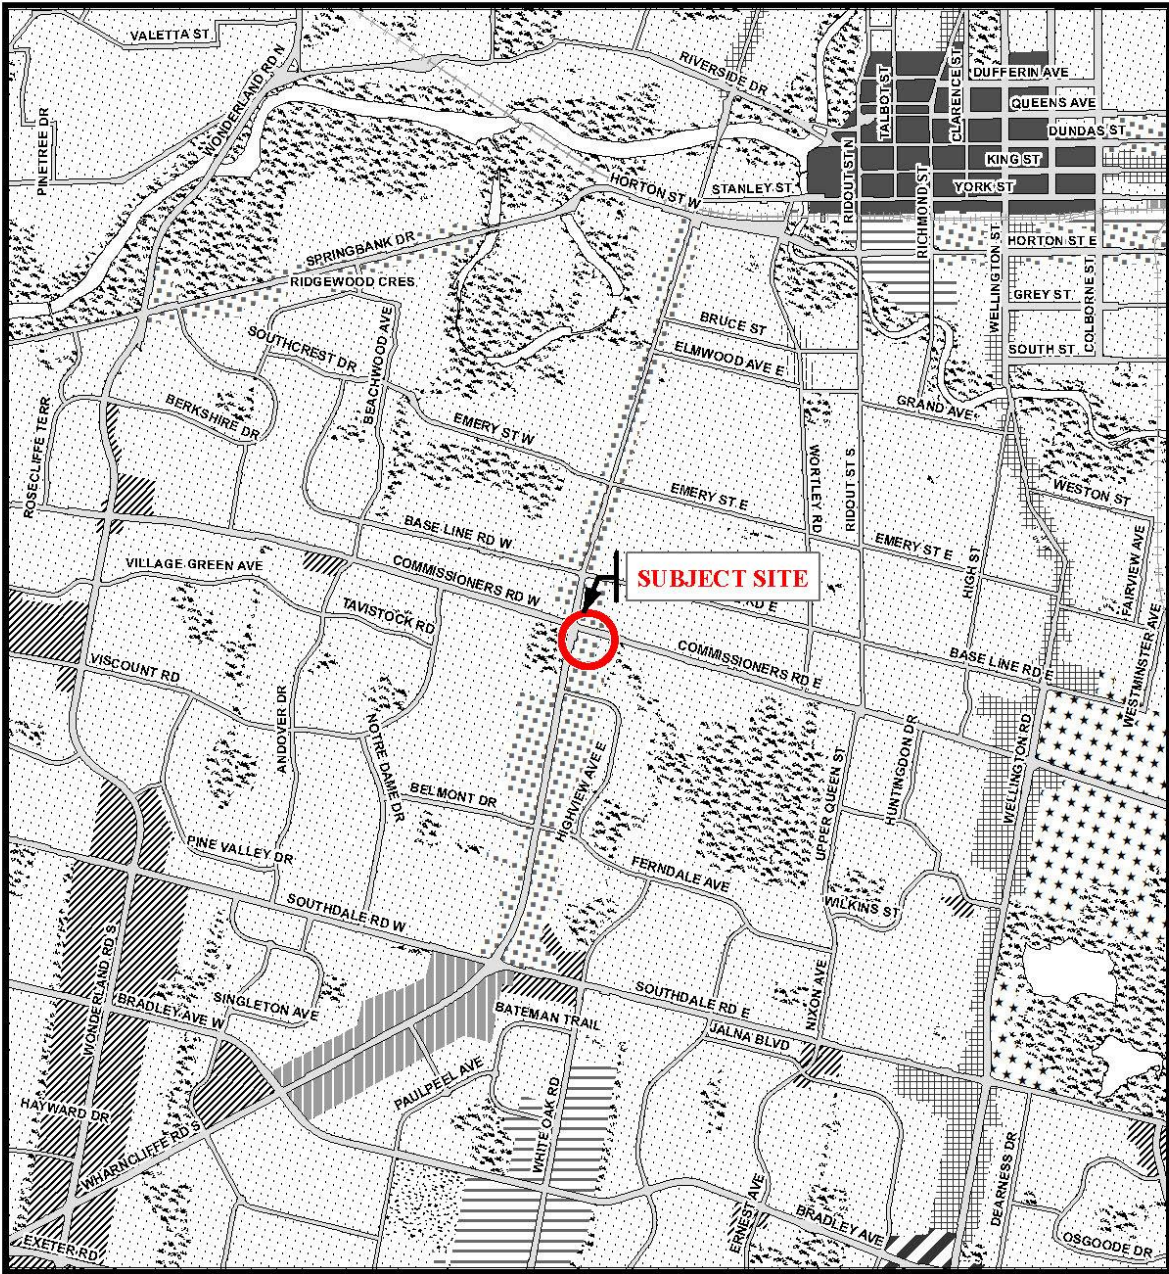 VALETTA ST
WONDERLAND RD N
RIVERSIDE DR
TALBOT ST
CLARENCE ST
DUFFERIN AVE
QUEENS AVE
DUNDAS ST
KING ST
YORK ST
PINETREE DR
HORTON ST W
STANLEY ST
RIDOUT ST N
RICHMOND ST
WELLINGTON ST
HORTON ST E
SPRINGBANK DR
RIDGEWOOD CRES
GREY ST
COLBORNE ST
SOUTH ST
BRUCE ST
ELMWOOD AVE E
SOUTHCREST DR
BEACHWOOD AVE
BERKSHIRE DR
ROSECLIFFE TERR
GRAND AVE
EMERY ST W
WORTLEY RD
RIDOUT ST S
EMERY ST E
WESTON ST
BASE LINE RD W
EMERY ST E
HIGH ST
FAIRVIEW AVE
VILLAGE GREEN AVE
COMMISSIONERS RD W
SUBJECT SITE
RD E
TAVISTOCK RD
COMMISSIONERS RD E
BASE LINE RD E
WESTMINSTER AVE
VISCOUNT RD
ANDOVER DR
NOTRE DAME DR
HIGHVIEW AVE E
UPPER QUEEN ST
HUNTINGDON DR
WELLINGTON RD
BELMONT DR
PINE VALLEY DR
FERNDALE AVE
WILKINS ST
SOUTHDALE RD W
WONDERLAND RD S
NIXON AVE
SINGLETON AVE
BRADLEY AVE W
SOUTHDALE RD E
BATEMAN TRAIL
JALNA BLVD
PAULPEEL AVE
WHITE OAK RD
HAYWARD DR
WHARNCLIFFE RD S
DEARNESS DR
ERNEST AVE
BRADLEY AVE
OSGOODE DR
EXETER RD